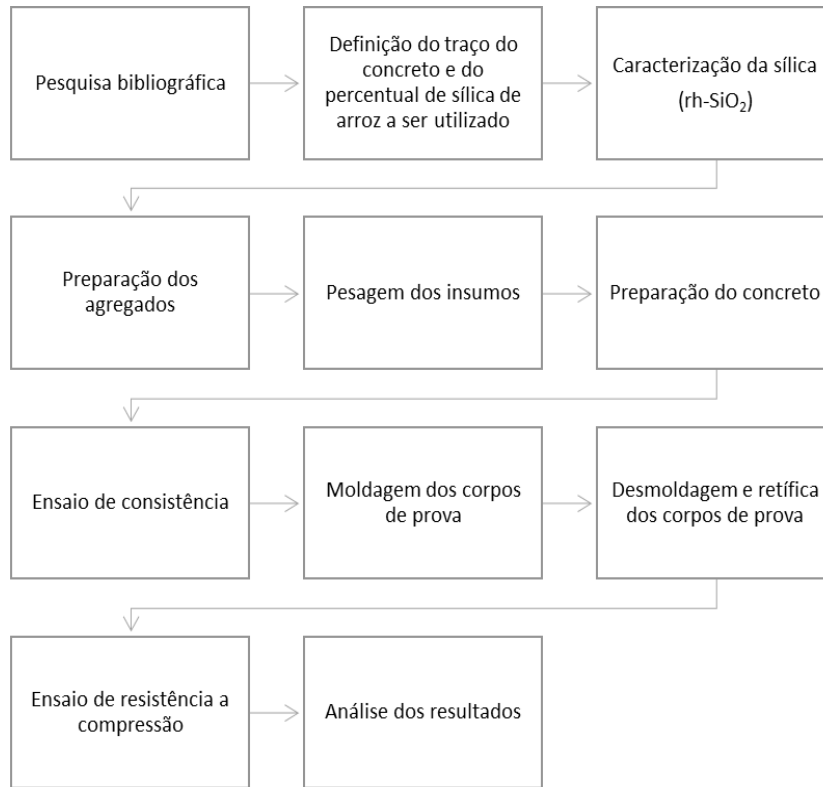 Pesquisa bibliográfica
Definição do traço do
concreto e do
percentual de sílica de
arroz a ser utilizado
Caracterização da sílica
(rh-SiO₂)
Preparação dos
agregados
Pesagem dos insumos
Preparação do concreto
Ensaio de consistência
Moldagem dos corpos
de prova
Desmoldagem e retífica
dos corpos de prova
Ensaio de resistência a
compressão
Análise dos resultados